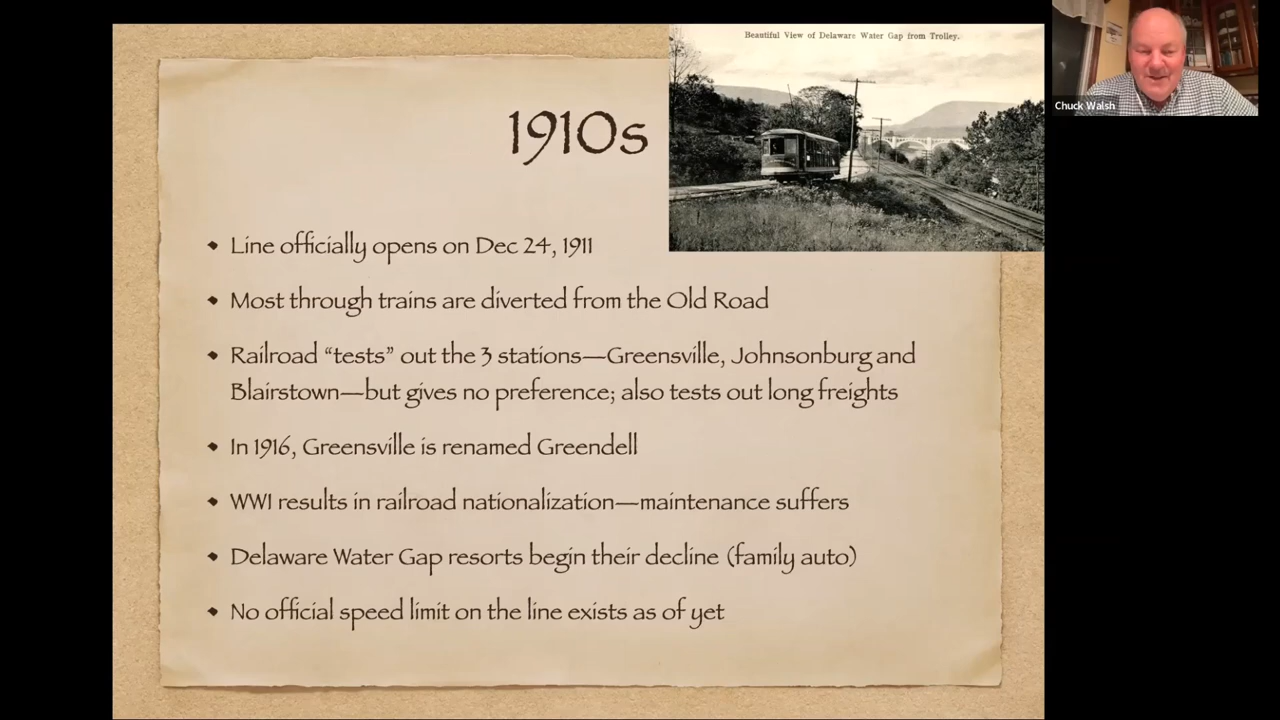 Beautiful View of Delaware Water Gap from Trolley.
Chuck Walsh
1910s
Line officially opens on Dec 24, 1911
Most through trains are diverted from the Old Road
Railroad “tests” out the 3 stations—Greensville, Johnsonburg and
Blairstown—but gives no preference; also tests out long freights
In 1916, Greensville is renamed Greendell
WWI results in railroad nationalization—maintenance suffers
Delaware Water Gap resorts begin their decline (family auto)
No official speed limit on the line exists as of yet